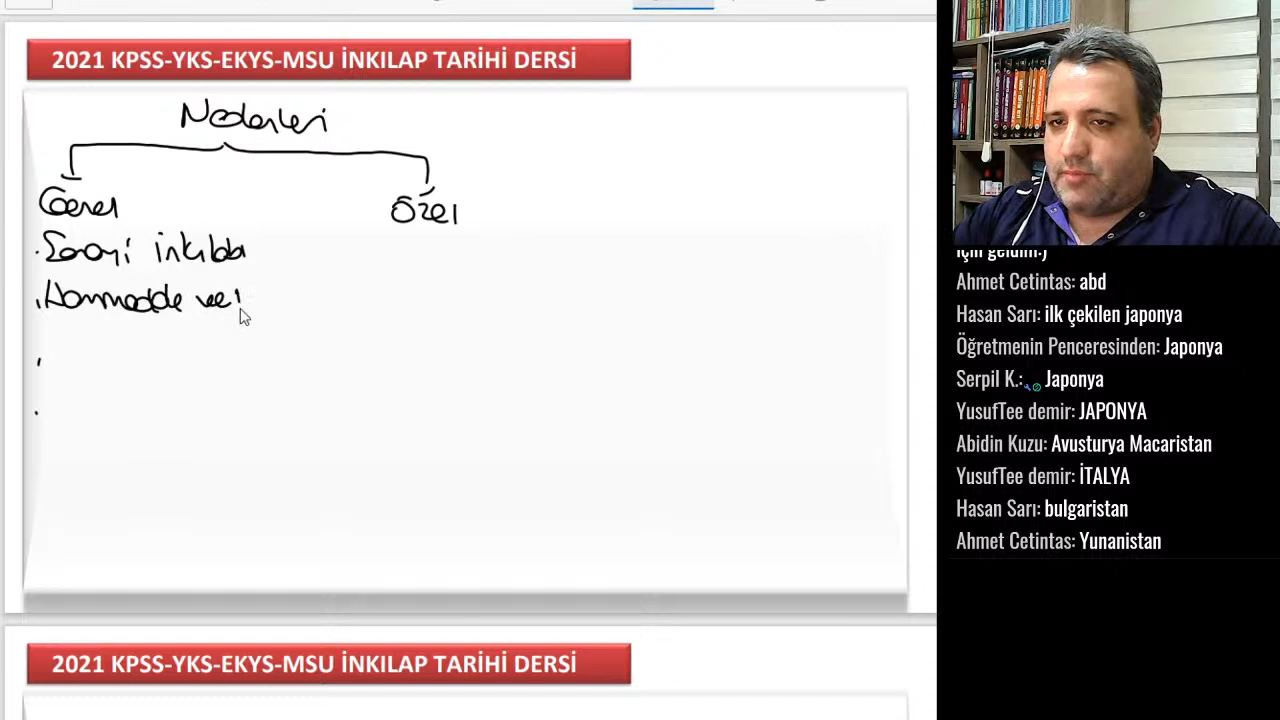 2021 KPSS-YKS-EKYS-MSU İNKILAP TARİHİ DERSİ
Nedenleri
Genel
Özel
Sanayi inkılabı
Hammadde ve
2021 KPSS-YKS-EKYS-MSU İNKILAP TARİHİ DERSİ
için geldim:)
Ahmet Cetintas: abd
Hasan Sarı: ilk çekilen japonya
Öğretmenin Penceresinden: Japonya
Serpil K.: Japonya
YusufTee demir: JAPONYA
Abidin Kuzu: Avusturya Macaristan
YusufTee demir: İTALYA
Hasan Sarı: bulgaristan
Ahmet Cetintas: Yunanistan